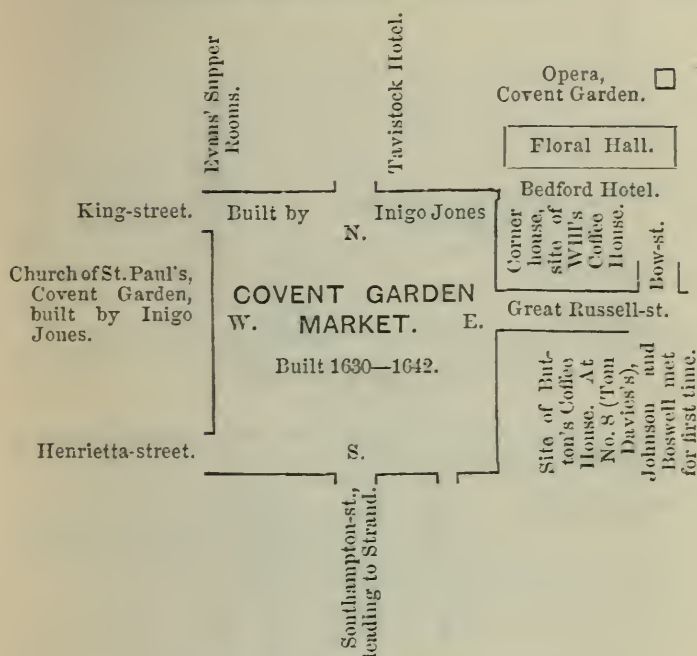 Evans' Supper
Rooms.
Tavistock Hotel.
Opera,
Covent Garden.
Floral Hall.
Bedford Hotel.
King-street.
Built by
Inigo Jones
N.
Corner
house,
site of
Will's
Coffee
House.
Bow-st.
Church of St. Paul's,
Covent Garden,
built by Inigo
Jones.
COVENT GARDEN
W. MARKET. E.
Built 1630—1642.
Great Russell-st.
Site of But-
ton's Coffee
House. At
No. 8 (Tom
Davies's),
Johnson and
Boswell met
for first time.
Henrietta-street.
S.
Southampton-st.,
leading to Strand.